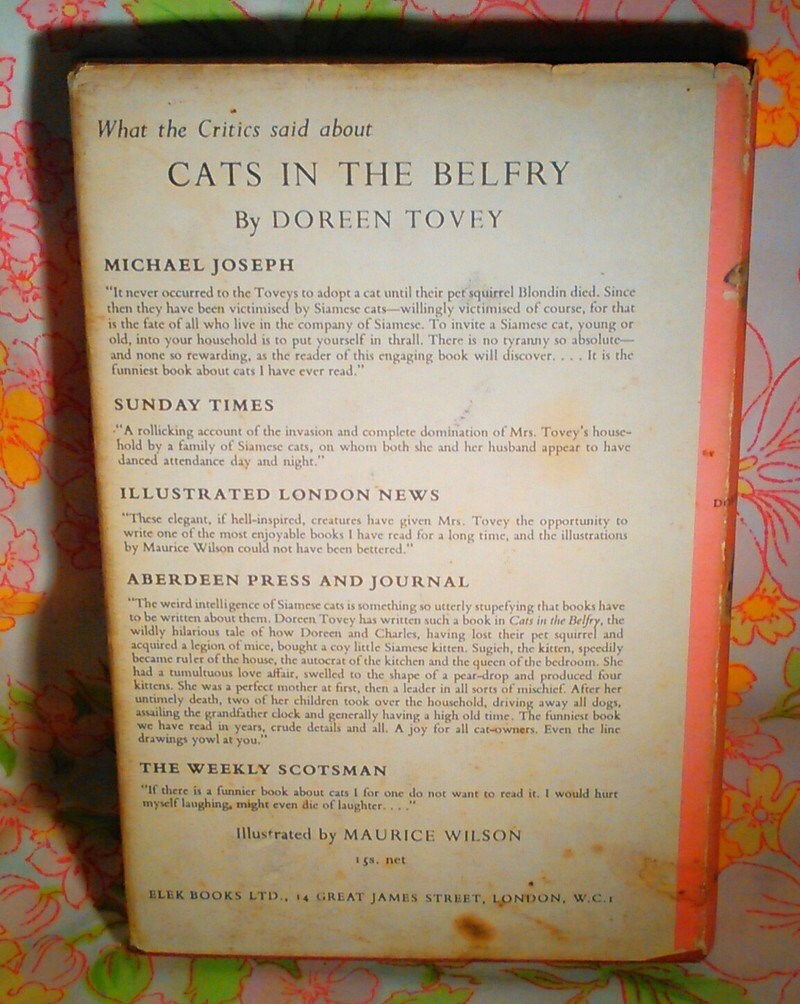 What the Critics said about
CATS IN THE BELFRY
By DOREEN TOVEY
MICHAEL JOSEPH
"It never occurred to the Toveys to adopt a cat until their pet squirrel Blondin died. Since
then they have been victimised by Siamese cats—willingly victimised of course, for that
is the fate of all who live in the company of Siamese. To invite a Siamese cat, young or
old, into your household is to put yourself in thrall. There is no tyranny so absolute—
and none so rewarding, as the reader of this engaging book will discover. . . . It is the
funniest book about cats I have ever read."
SUNDAY TIMES
"A rollicking account of the invasion and complete domination of Mrs. Tovey's house-
hold by a family of Siamese cats, on whom both she and her husband appear to have
danced attendance day and night."
ILLUSTRATED LONDON NEWS
"These elegant, if hell-inspired, creatures have given Mrs. Tovey the opportunity to
write one of the most enjoyable books I have read for a long time, and the illustrations
by Maurice Wilson could not have been bettered."
ABERDEEN PRESS AND JOURNAL
"The weird intelligence of Siamese cats is something so utterly stupefying that books have
to be written about them. Doreen Tovey has written such a book in Cats in the Belfry, the
wildly hilarious tale of how Doreen and Charles, having lost their pet squirrel and
acquired a legion of mice, bought a coy little Siamese kitten. Sugieh, the kitten, speedily
became ruler of the house, the autocrat of the kitchen and the queen of the bedroom. She
had a tumultuous love affair, swelled to the shape of a pear-drop and produced four
kittens. She was a perfect mother at first, then a leader in all sorts of mischief. After her
untimely death, two of her children took over the household, driving away all dogs,
assailing the grandfather clock and generally having a high old time. The funniest book
we have read in years, crude details and all. A joy for all cat-owners. Even the line
drawings yowl at you."
THE WEEKLY SCOTSMAN
"If there is a funnier book about cats I for one do not want to read it. I would hurt
myself laughing, might even die of laughter. . . ."
Illustrated by MAURICE WILSON
15s. net
ELEK BOOKS LTD., 14 GREAT JAMES STREET, LONDON, W.C.1